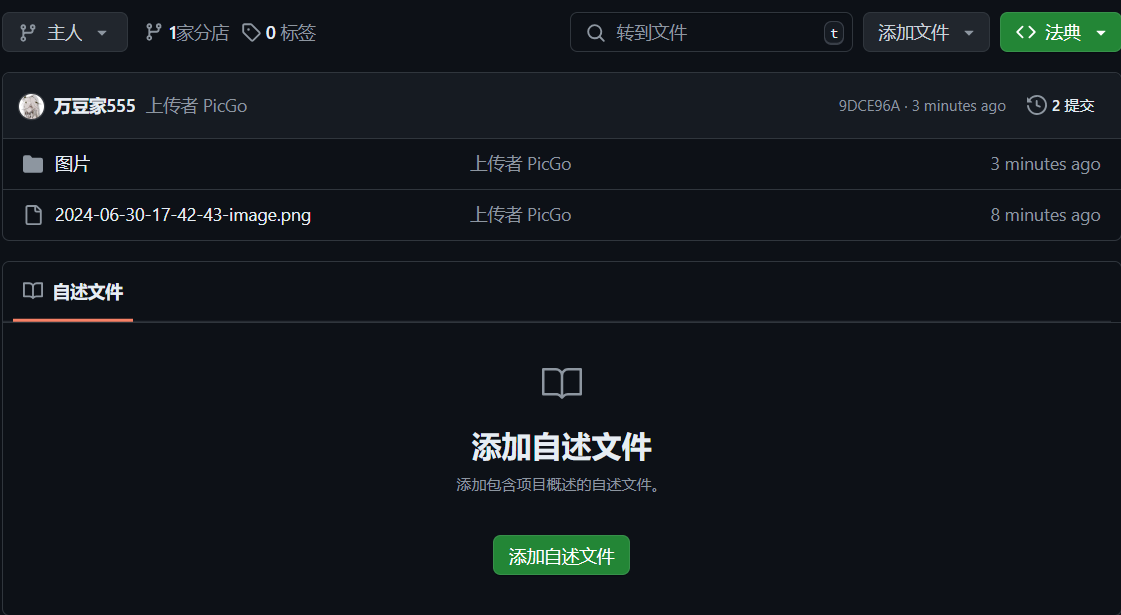 主人 1家分店 0 标签 转到文件 t 添加文件 法典
万豆家555 上传者 PicGo 9DCE96A · 3 minutes ago 2 提交
图片 上传者 PicGo 3 minutes ago
2024-06-30-17-42-43-image.png 上传者 PicGo 8 minutes ago
自述文件
添加自述文件
添加包含项目概述的自述文件。
添加自述文件